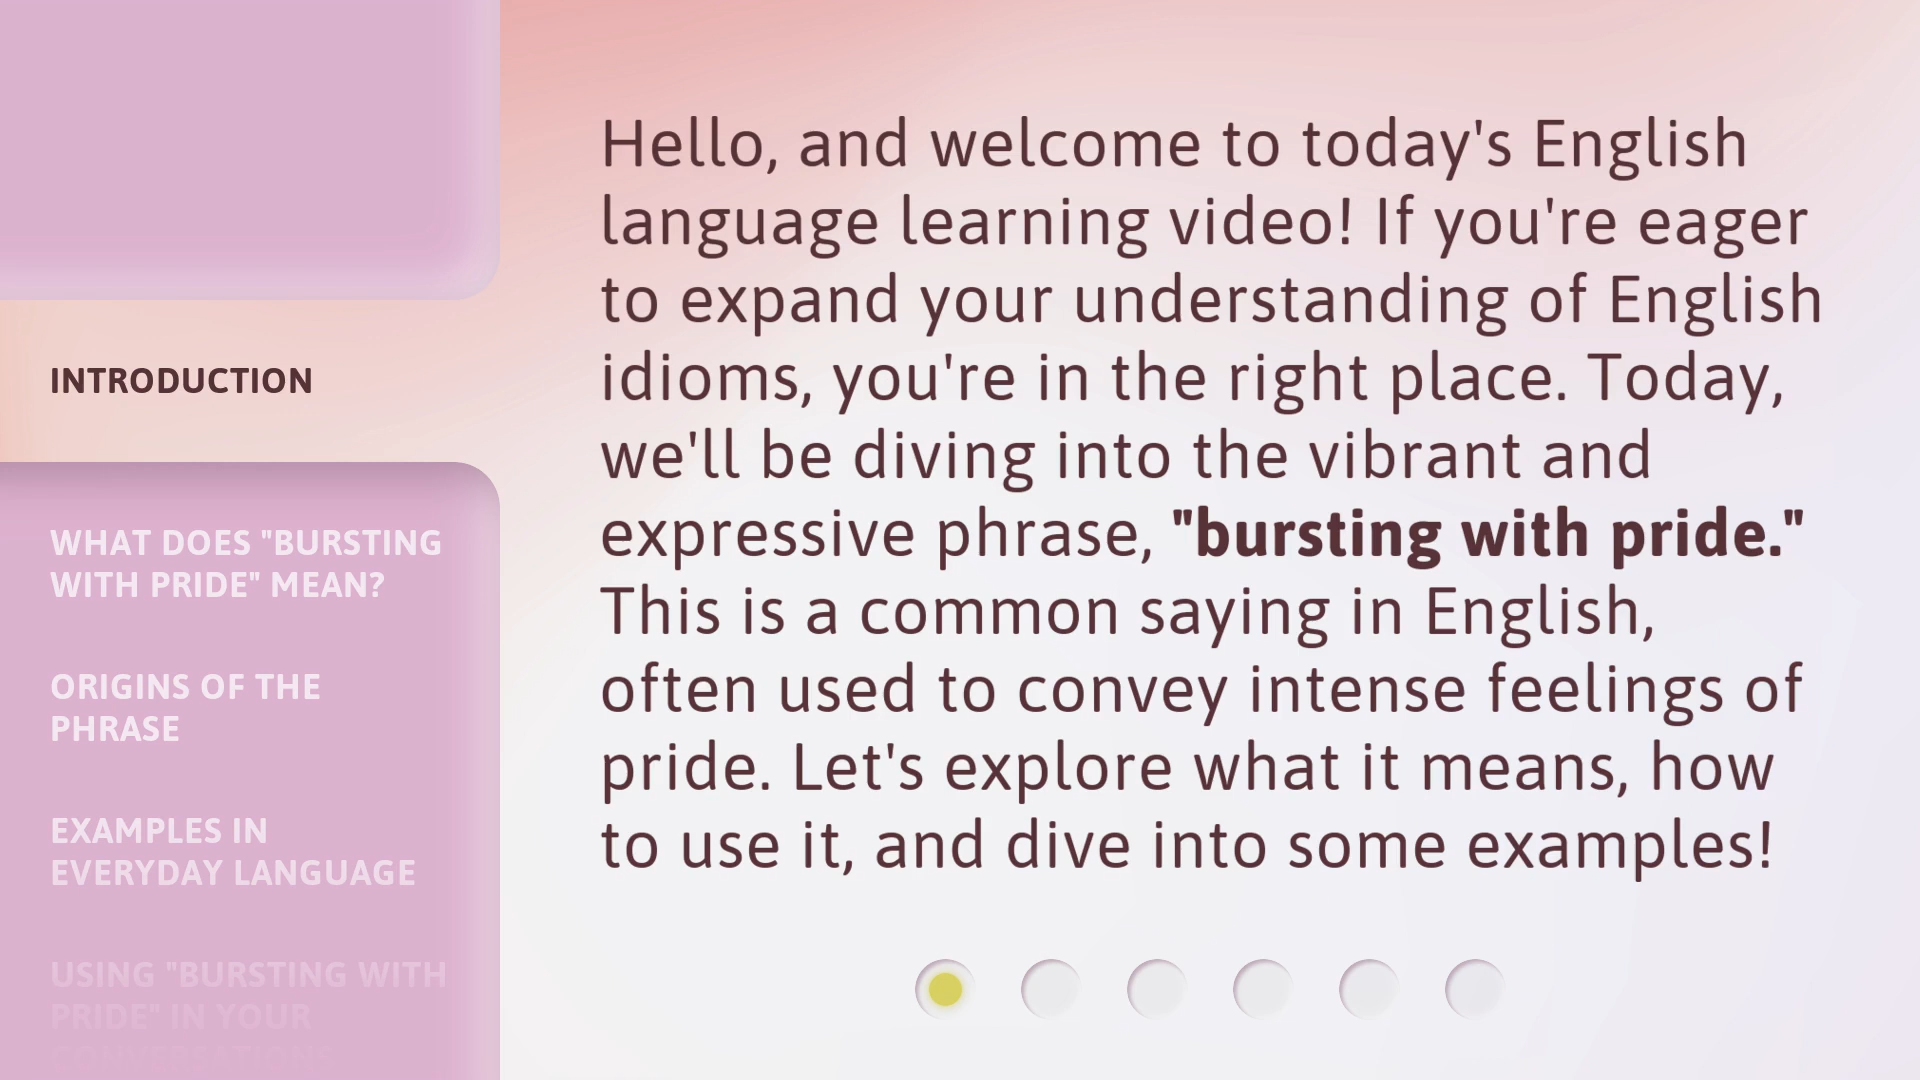 INTRODUCTION
WHAT DOES "BURSTING
WITH PRIDE" MEAN?
ORIGINS OF THE
PHRASE
EXAMPLES IN
EVERYDAY LANGUAGE
USING "BURSTING WITH
PRIDE" IN YOUR
CONVERSATIONS
Hello, and welcome to today's English
language learning video! If you're eager
to expand your understanding of English
idioms, you're in the right place. Today,
we'll be diving into the vibrant and
expressive phrase, "bursting with pride."
This is a common saying in English,
often used to convey intense feelings of
pride. Let's explore what it means, how
to use it, and dive into some examples!